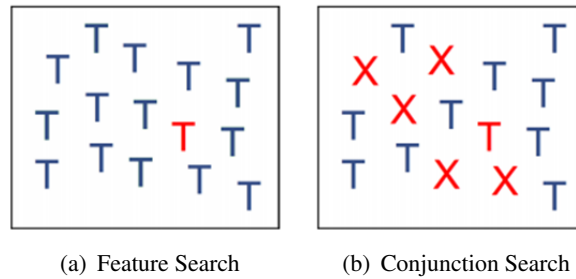 T T
T T T
T T T
T T T
T T T T
T
(a) Feature Search
T T
X X T
X T T
T T T
T T X X
T
(b) Conjunction Search